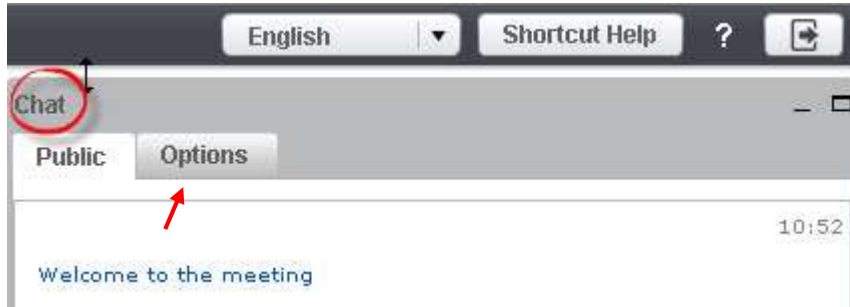 English Shortcut Help ?
Chat
Public Options
10:52
Welcome to the meeting